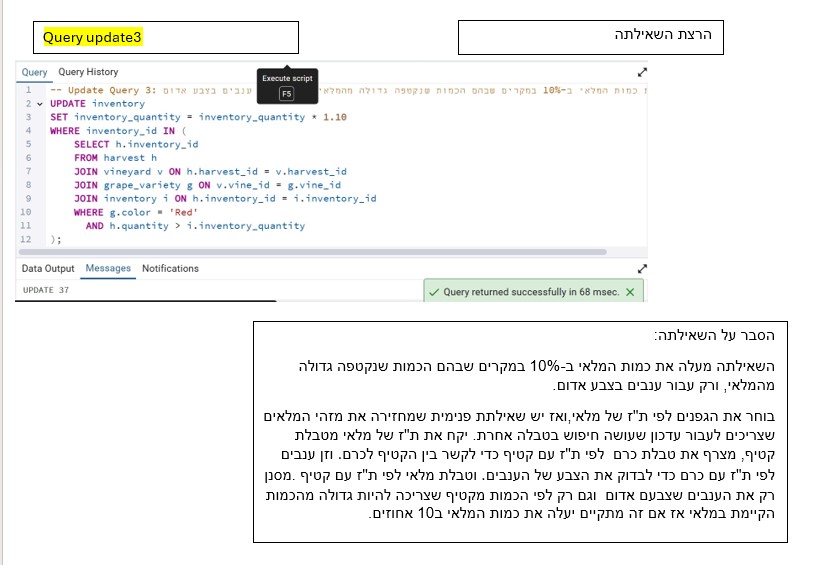 Query update3
הרצת השאילתה
Query Query History
Execute script
F5
1 -- Update Query 3: כמות המלאי ב-10% במקרים שבהם הכמות שנקטפה גדולה מהמלאי ענבים בצבע אדום
2 UPDATE inventory
3 SET inventory_quantity = inventory_quantity * 1.10
4 WHERE inventory_id IN (
5 SELECT h.inventory_id
6 FROM harvest h
7 JOIN vineyard v ON h.harvest_id = v.harvest_id
8 JOIN grape_variety g ON v.vine_id = g.vine_id
9 JOIN inventory i ON h.inventory_id = i.inventory_id
10 WHERE g.color = 'Red'
11 AND h.quantity > i.inventory_quantity
12 );
Data Output Messages Notifications
UPDATE 37
Query returned successfully in 68 msec.
הסבר על השאילתה:
השאילתה מעלה את כמות המלאי ב-10% במקרים שבהם הכמות שנקטפה גדולה
מהמלאי, ורק עבור ענבים בצבע אדום.
בוחר את הגפנים לפי ת"ז של מלאי,ואז יש שאילתת פנימית שמחזירה את מזהי המלאים
שצריכים לעבור עדכון שעושה חיפוש בטבלה אחרת. יקח את ת"ז של מלאי מטבלת
קטיף, מצרף את טבלת כרם לפי ת"ז עם קטיף כדי לקשר בין הקטיף לכרם. וזן ענבים
לפי ת"ז עם כרם כדי לבדוק את הצבע של הענבים. וטבלת מלאי לפי ת"ז עם קטיף .מסנן
רק את הענבים שצבעם אדום וגם רק לפי הכמות מקטיף שצריכה להיות גדולה מהכמות
הקיימת במלאי אז אם זה מתקיים יעלה את כמות המלאי ב10 אחוזים.